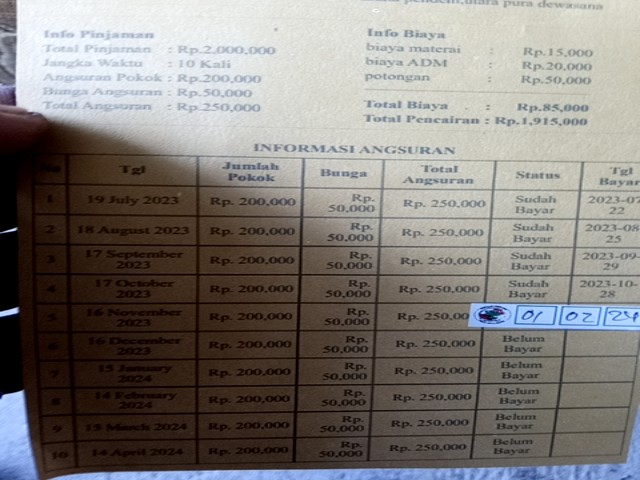 pura dewasana
Info Pinjaman
Total Pinjaman : Rp.2,000,000
Jangka Waktu : 10 Kali
Angsuran Pokok : Rp.200,000
Bunga Angsuran : Rp.50,000
Total Angsuran : Rp.250,000
Info Biaya
biaya materai : Rp.15,000
biaya ADM : Rp.20,000
potongan : Rp.50,000
Total Biaya : Rp.85,000
Total Pencairan : Rp.1,915,000
INFORMASI ANGSURAN
No Tgl Jumlah Pokok Bunga Total Angsuran Status Tgl Bayar
1 19 July 2023 Rp. 200,000 Rp. 50,000 Rp. 250,000 Sudah Bayar 2023-07 22
2 18 August 2023 Rp. 200,000 Rp. 50,000 Rp. 250,000 Sudah Bayar 2023-08 25
3 17 September 2023 Rp. 200,000 Rp. 50,000 Rp. 250,000 Sudah Bayar 2023-09- 29
4 17 October 2023 Rp. 200,000 Rp. 50,000 Rp. 250,000 Sudah Bayar 2023-10- 28
5 16 November 2023 Rp. 200,000 Rp. 50,000 Rp. 250,00 01 02 24
6 16 December 2023 Rp. 200,000 Rp. 50,000 Rp. 250,000 Belum Bayar
7 15 January 2024 Rp. 200,000 Rp. 50,000 Rp. 250,000 Belum Bayar
8 14 February 2024 Rp. 200,000 Rp. 50,000 Rp. 250,000 Belum Bayar
9 15 March 2024 Rp. 200,000 Rp. 50,000 Rp. 250,000 Belum Bayar
10 14 April 2024 Rp. 200,000 Rp. 50,000 Rp. 250,000 Belum Bayar